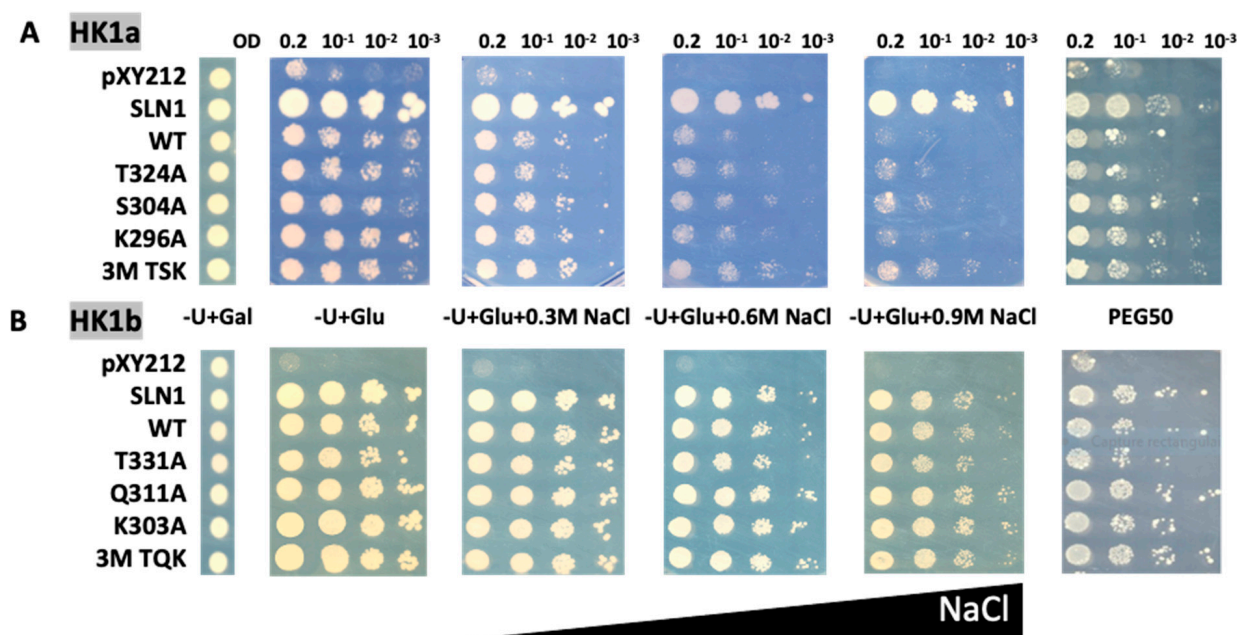 A HK1a
OD 0.2 10-1 10-2 10-3 0.2 10-1 10-2 10-3 0.2 10-1 10-2 10-3 0.2 10-1 10-2 10-3 0.2 10-1 10-2 10-3
pXY212
SLN1
WT
T324A
S304A
K296A
3M TSK
B HK1b -U+Gal -U+Glu -U+Glu+0.3M NaCl -U+Glu+0.6M NaCl -U+Glu+0.9M NaCl PEG50
pXY212
SLN1
WT
Capture rectangulai
T331A
Q311A
K303A
3M TQK
NaCl